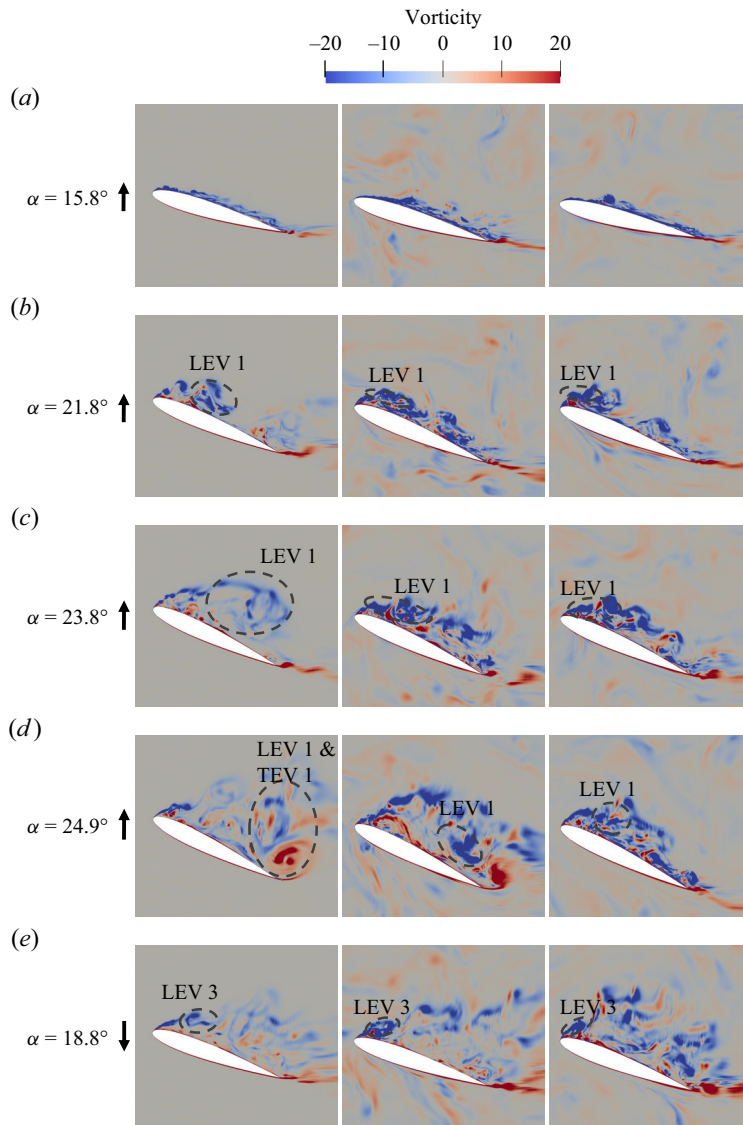 Vorticity
–20 –10 0 10 20
(a)
α = 15.8°
(b)
LEV 1 LEV 1 LEV 1
α = 21.8°
(c)
LEV 1 LEV 1 LEV 1
α = 23.8°
(d)
LEV 1 &
TEV 1
LEV 1 LEV 1
α = 24.9°
(e)
LEV 3 LEV 3 LEV 3
α = 18.8°